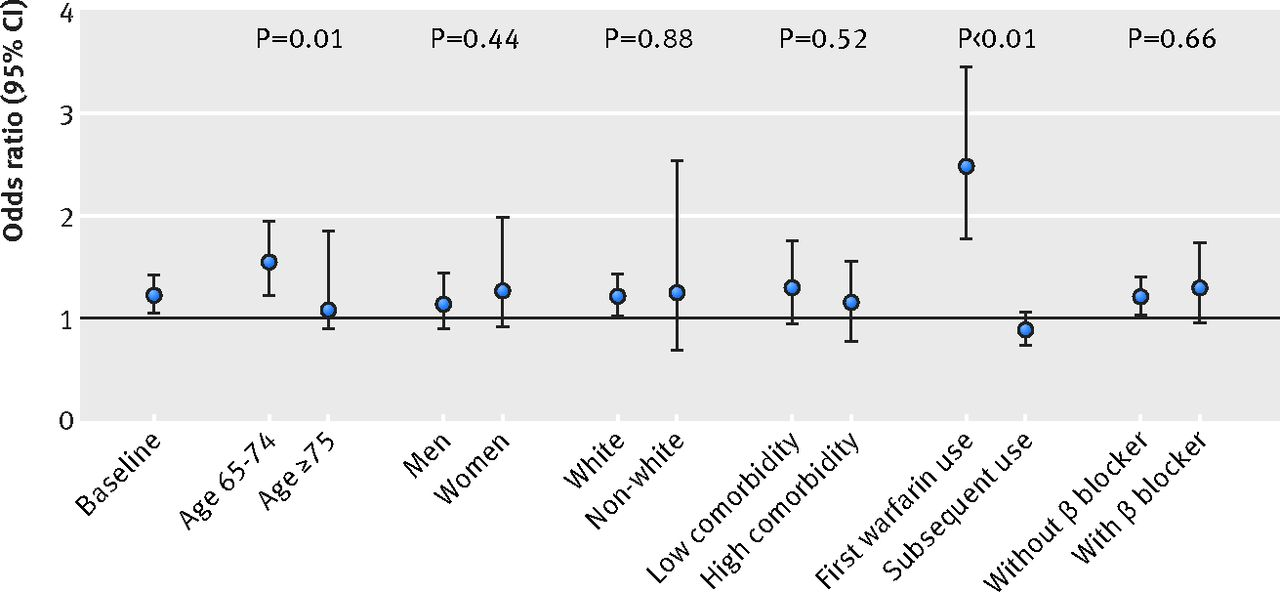 Odds ratio (95% CI)
4
3
2
1
0
P=0.01
P=0.44
P=0.88
P=0.52
P<0.01
P=0.66
Baseline
Age 65-74
Age ≥75
Men
Women
White
Non-white
Low comorbidity
High comorbidity
First warfarin use
Subsequent use
Without β blocker
With β blocker